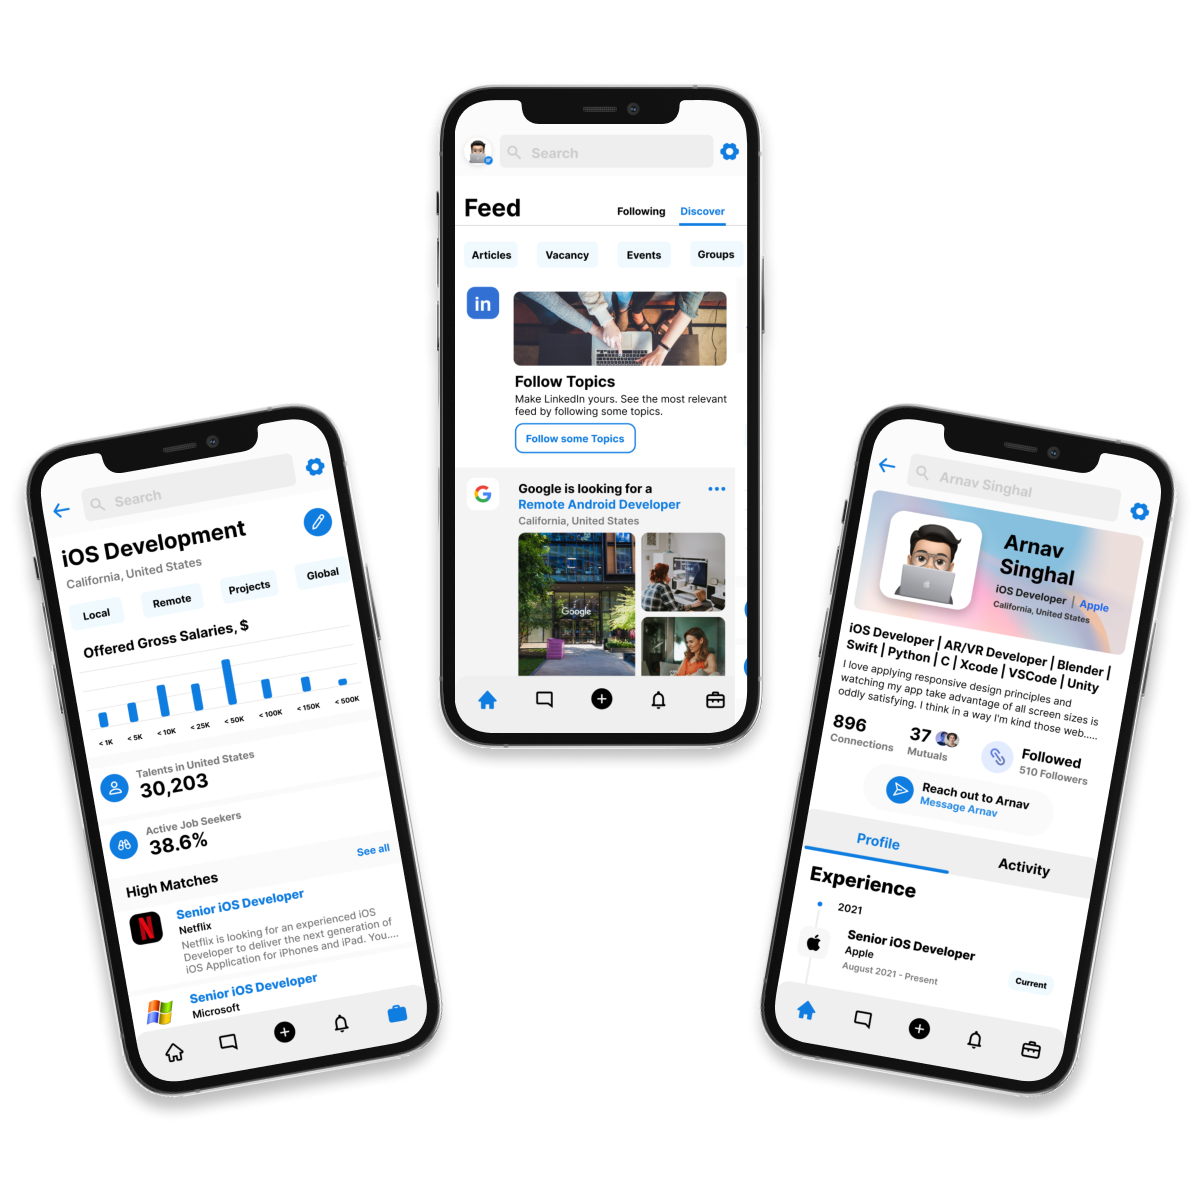 Search
Feed
Following
Discover
Articles
Vacancy
Events
Groups
in
Follow Topics
Make LinkedIn yours. See the most relevant
feed by following some topics.
Follow some Topics
Google is looking for a
Remote Android Developer
California, United States
Google
Search
iOS Development
California, United States
Local
Remote
Projects
Global
Offered Gross Salaries, $
< 1K
< 5K
< 10K
< 25K
< 50K
< 100K
< 150K
< 500K
Talents in United States
30,203
Active Job Seekers
38.6%
High Matches
See all
Senior iOS Developer
Netflix
Netflix is looking for an experienced iOS
Developer to deliver the next generation of
iOS Application for iPhones and iPad. You....
Senior iOS Developer
Microsoft
Arnav Singhal
Arnav
Singhal
iOS Developer | Apple
California, United States
iOS Developer | AR/VR Developer | Blender |
Swift | Python | C | Xcode | VSCode | Unity
I love applying responsive design principles and
watching my app take advantage of all screen sizes is
oddly satisfying. I think in a way I'm kind those web.....
896
Connections
37
Mutuals
Followed
510 Followers
Reach out to Arnav
Message Arnav
Profile
Activity
Experience
2021
Senior iOS Developer
Apple
August 2021 - Present
Current